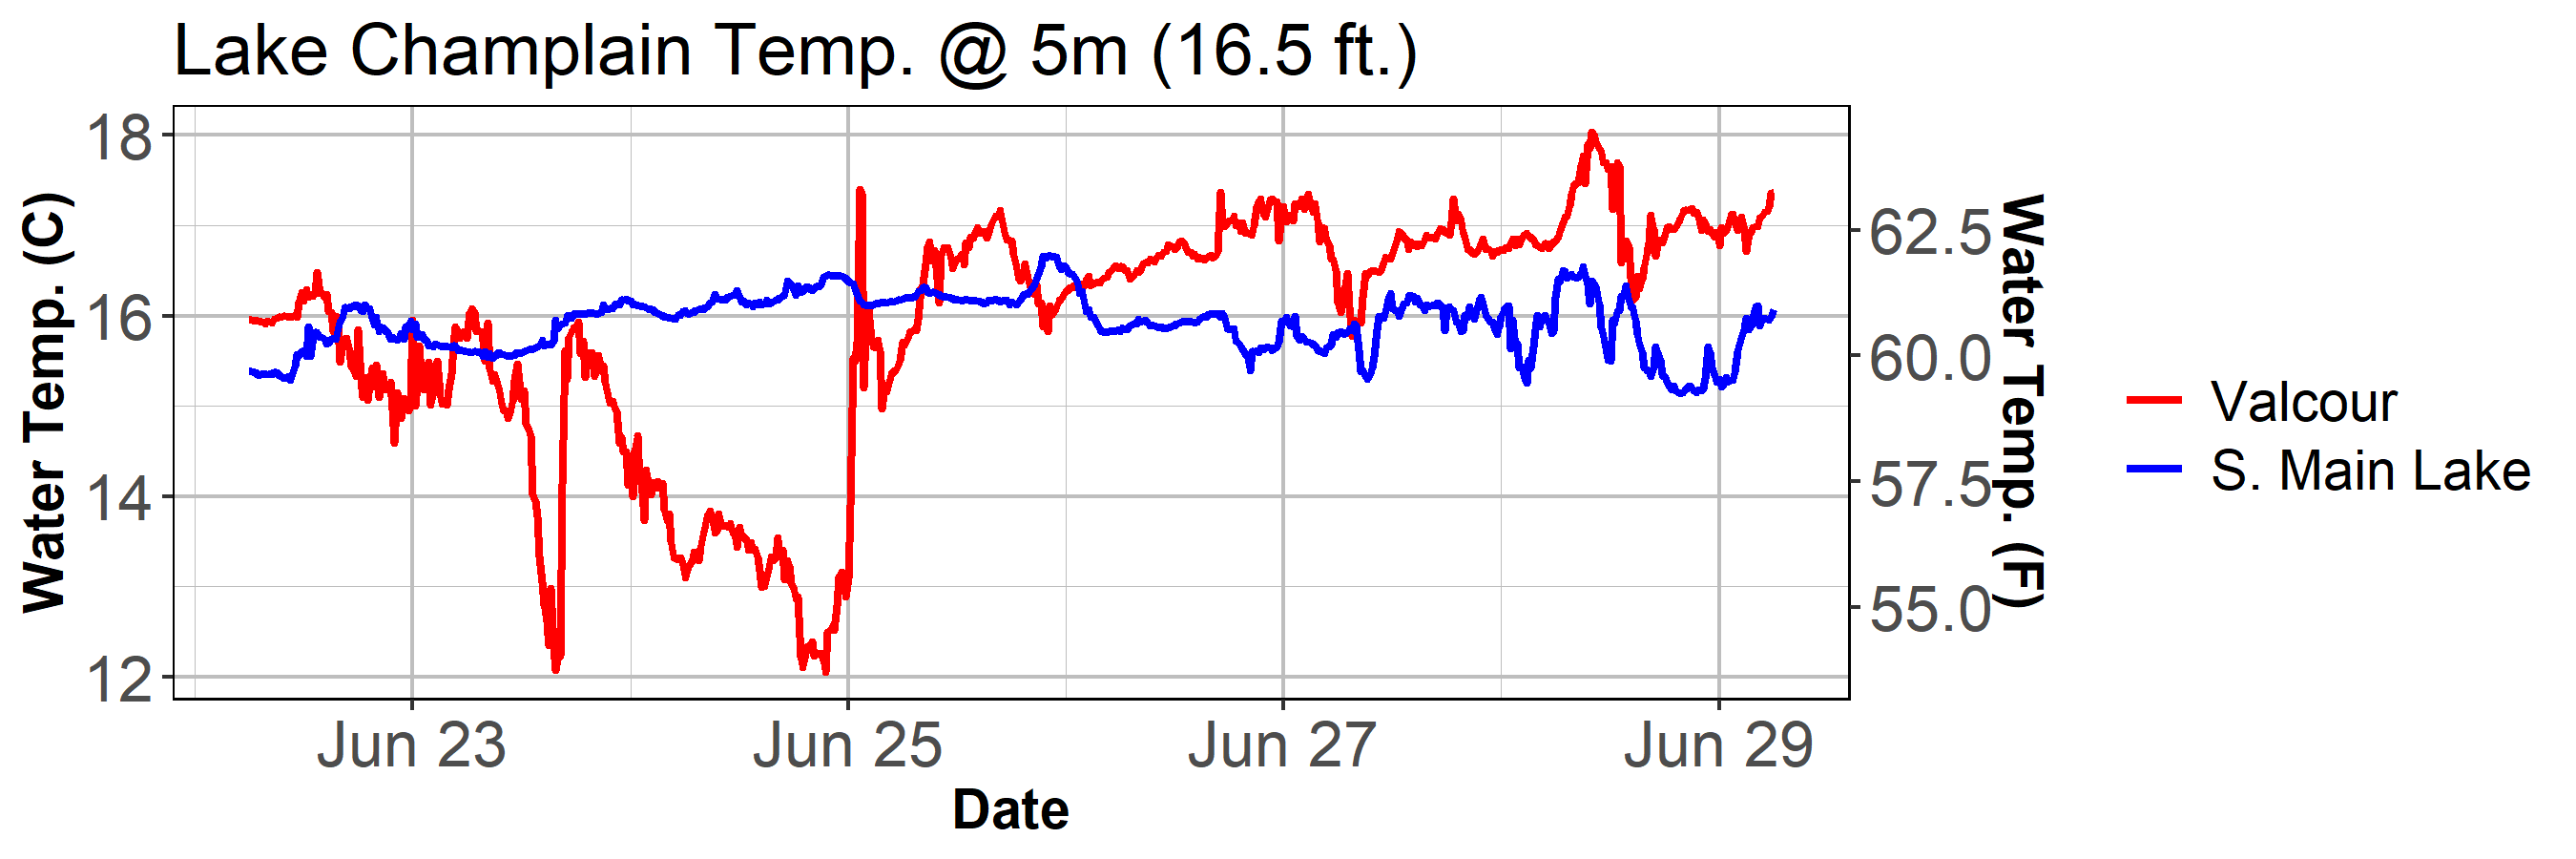 Lake Champlain Temp. @ 5m (16.5 ft.)
Water Temp. (C)
18
16
14
12
62.5
60.0
57.5
55.0
Water Temp. (F)
Jun 23
Jun 25
Jun 27
Jun 29
Date
Valcour
S. Main Lake